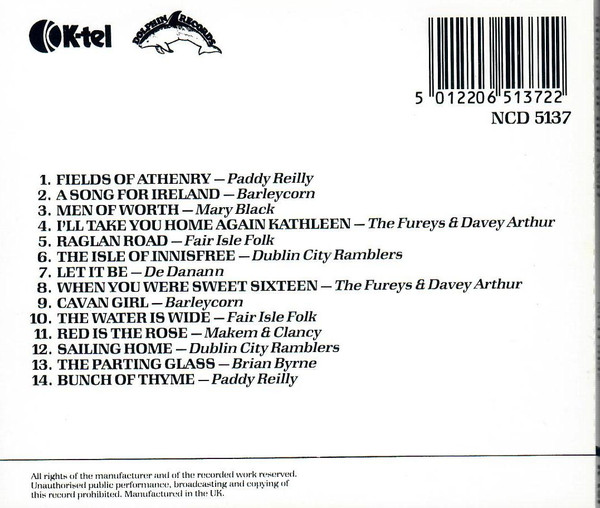 K-tel
DOLPHIN RECORDS
5 012206 513722
NCD 5137
1. FIELDS OF ATHENRY – Paddy Reilly
2. A SONG FOR IRELAND – Barleycorn
3. MEN OF WORTH – Mary Black
4. I'LL TAKE YOU HOME AGAIN KATHLEEN – The Fureys & Davey Arthur
5. RAGLAN ROAD – Fair Isle Folk
6. THE ISLE OF INNISFREE – Dublin City Ramblers
7. LET IT BE – De Danann
8. WHEN YOU WERE SWEET SIXTEEN – The Fureys & Davey Arthur
9. CAVAN GIRL – Barleycorn
10. THE WATER IS WIDE – Fair Isle Folk
11. RED IS THE ROSE – Makem & Clancy
12. SAILING HOME – Dublin City Ramblers
13. THE PARTING GLASS – Brian Byrne
14. BUNCH OF THYME – Paddy Reilly
All rights of the manufacturer and of the recorded work reserved.
Unauthorised public performance, broadcasting and copying of
this record prohibited. Manufactured in the UK.